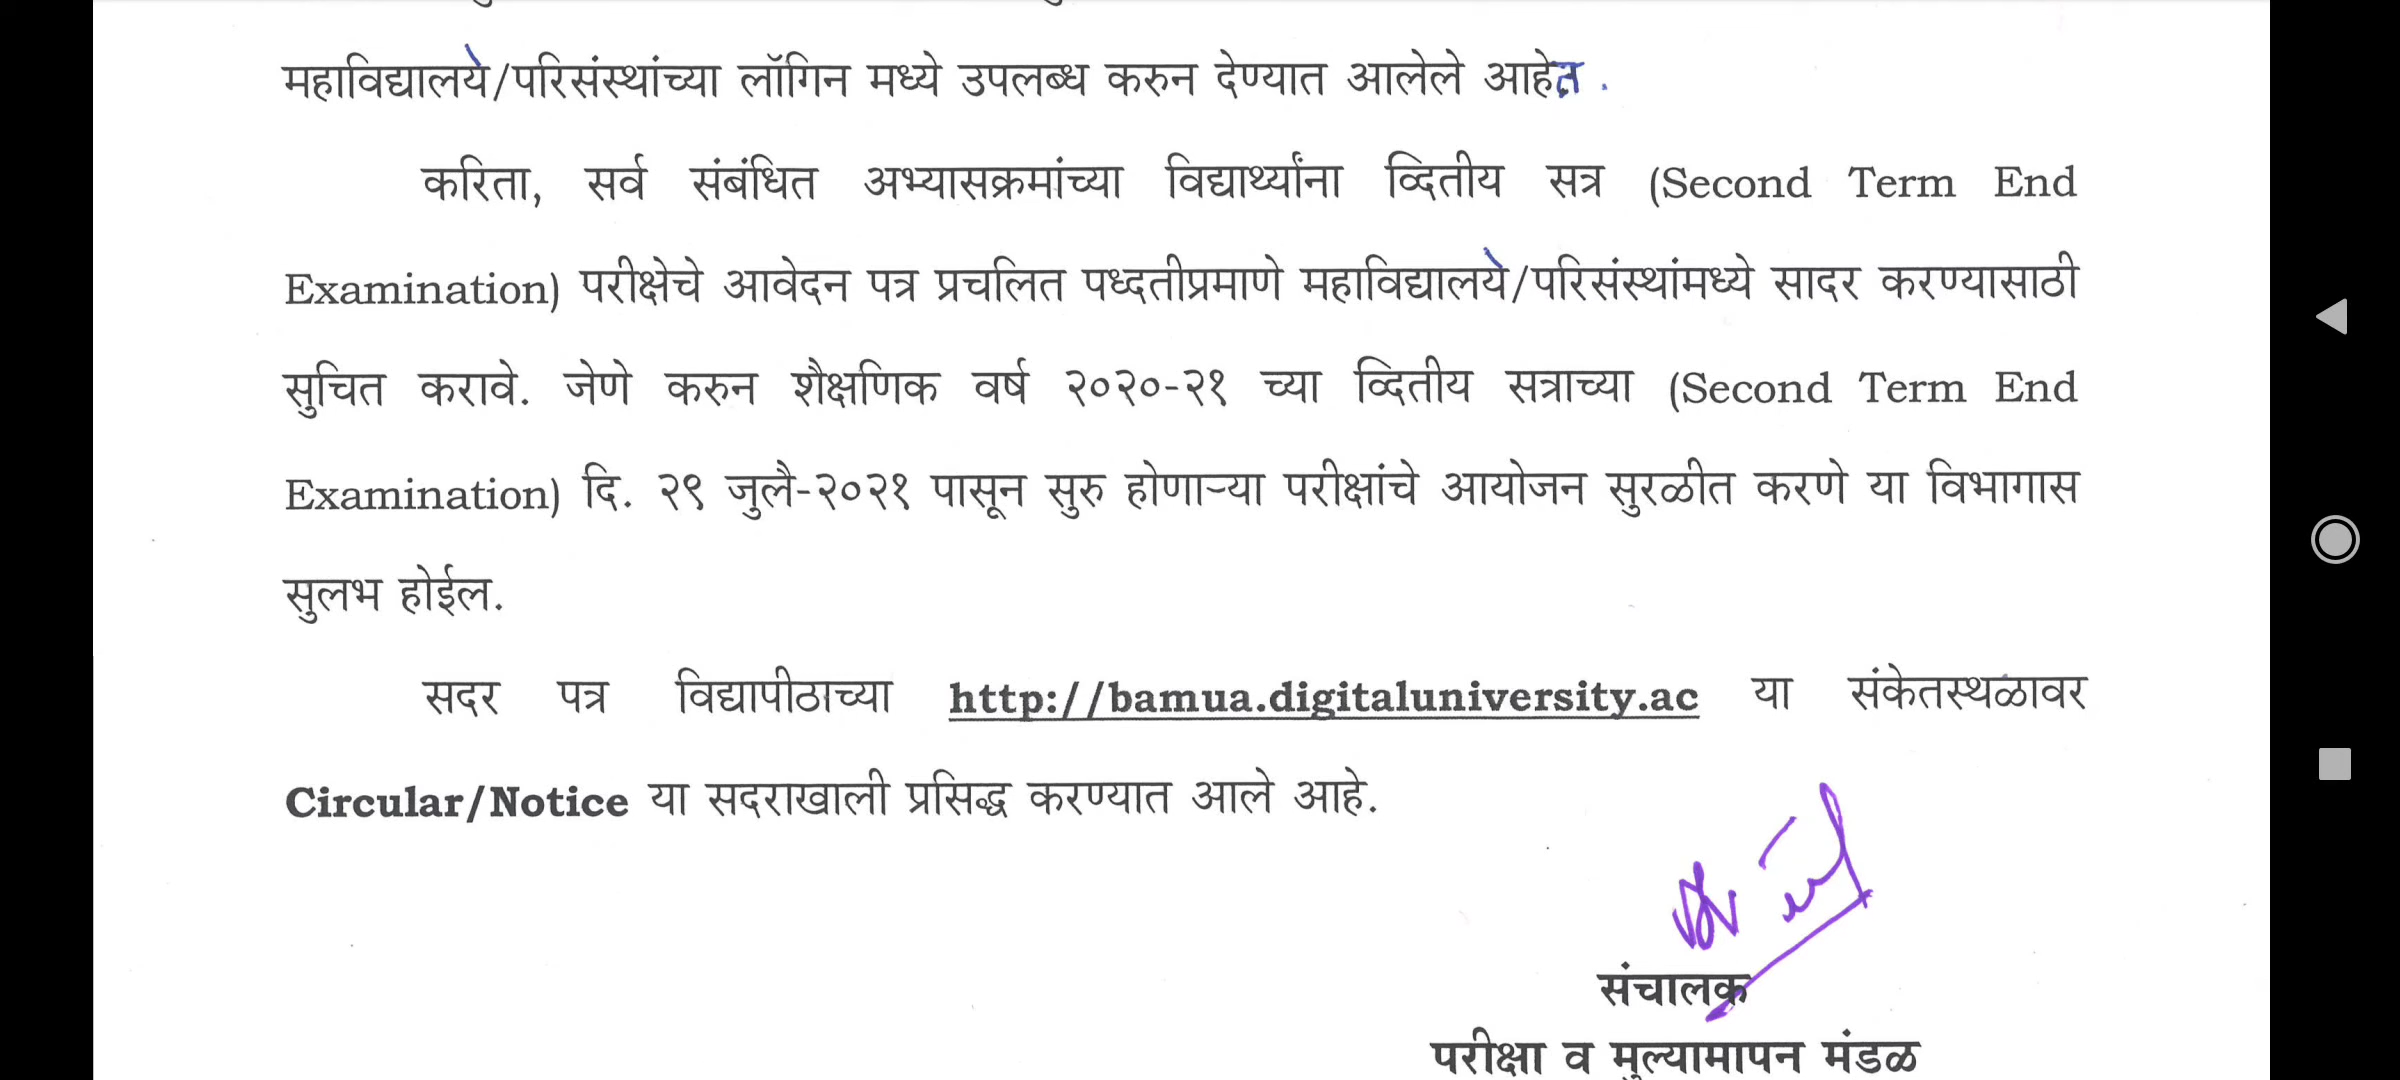 महाविद्यालये/परिसंस्थांच्या लॉगिन मध्ये उपलब्ध करुन देण्यात आलेले आहेत .
करिता, सर्व संबंधित अभ्यासक्रमांच्या विद्यार्थ्यांना व्दितीय सत्र (Second Term End
Examination) परीक्षेचे आवेदन पत्र प्रचलित पध्दतीप्रमाणे महाविद्यालये/परिसंस्थांमध्ये सादर करण्यासाठी
सुचित करावे. जेणे करुन शैक्षणिक वर्ष २०२०-२१ च्या व्दितीय सत्राच्या (Second Term End
Examination) दि. २९ जुलै-२०२१ पासून सुरु होणाऱ्या परीक्षांचे आयोजन सुरळीत करणे या विभागास
सुलभ होईल.
सदर पत्र विद्यापीठाच्या http://bamua.digitaluniversity.ac या संकेतस्थळावर
Circular/Notice या सदराखाली प्रसिद्ध करण्यात आले आहे.
संचालक
परीक्षा व मुल्यामापन मंडळ